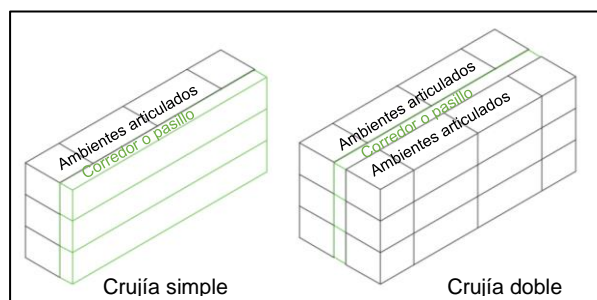 Ambientes articulados
Corredor o pasillo
Crujía simple
Ambientes articulados
Corredor o pasillo
Ambientes articulados
Crujía doble